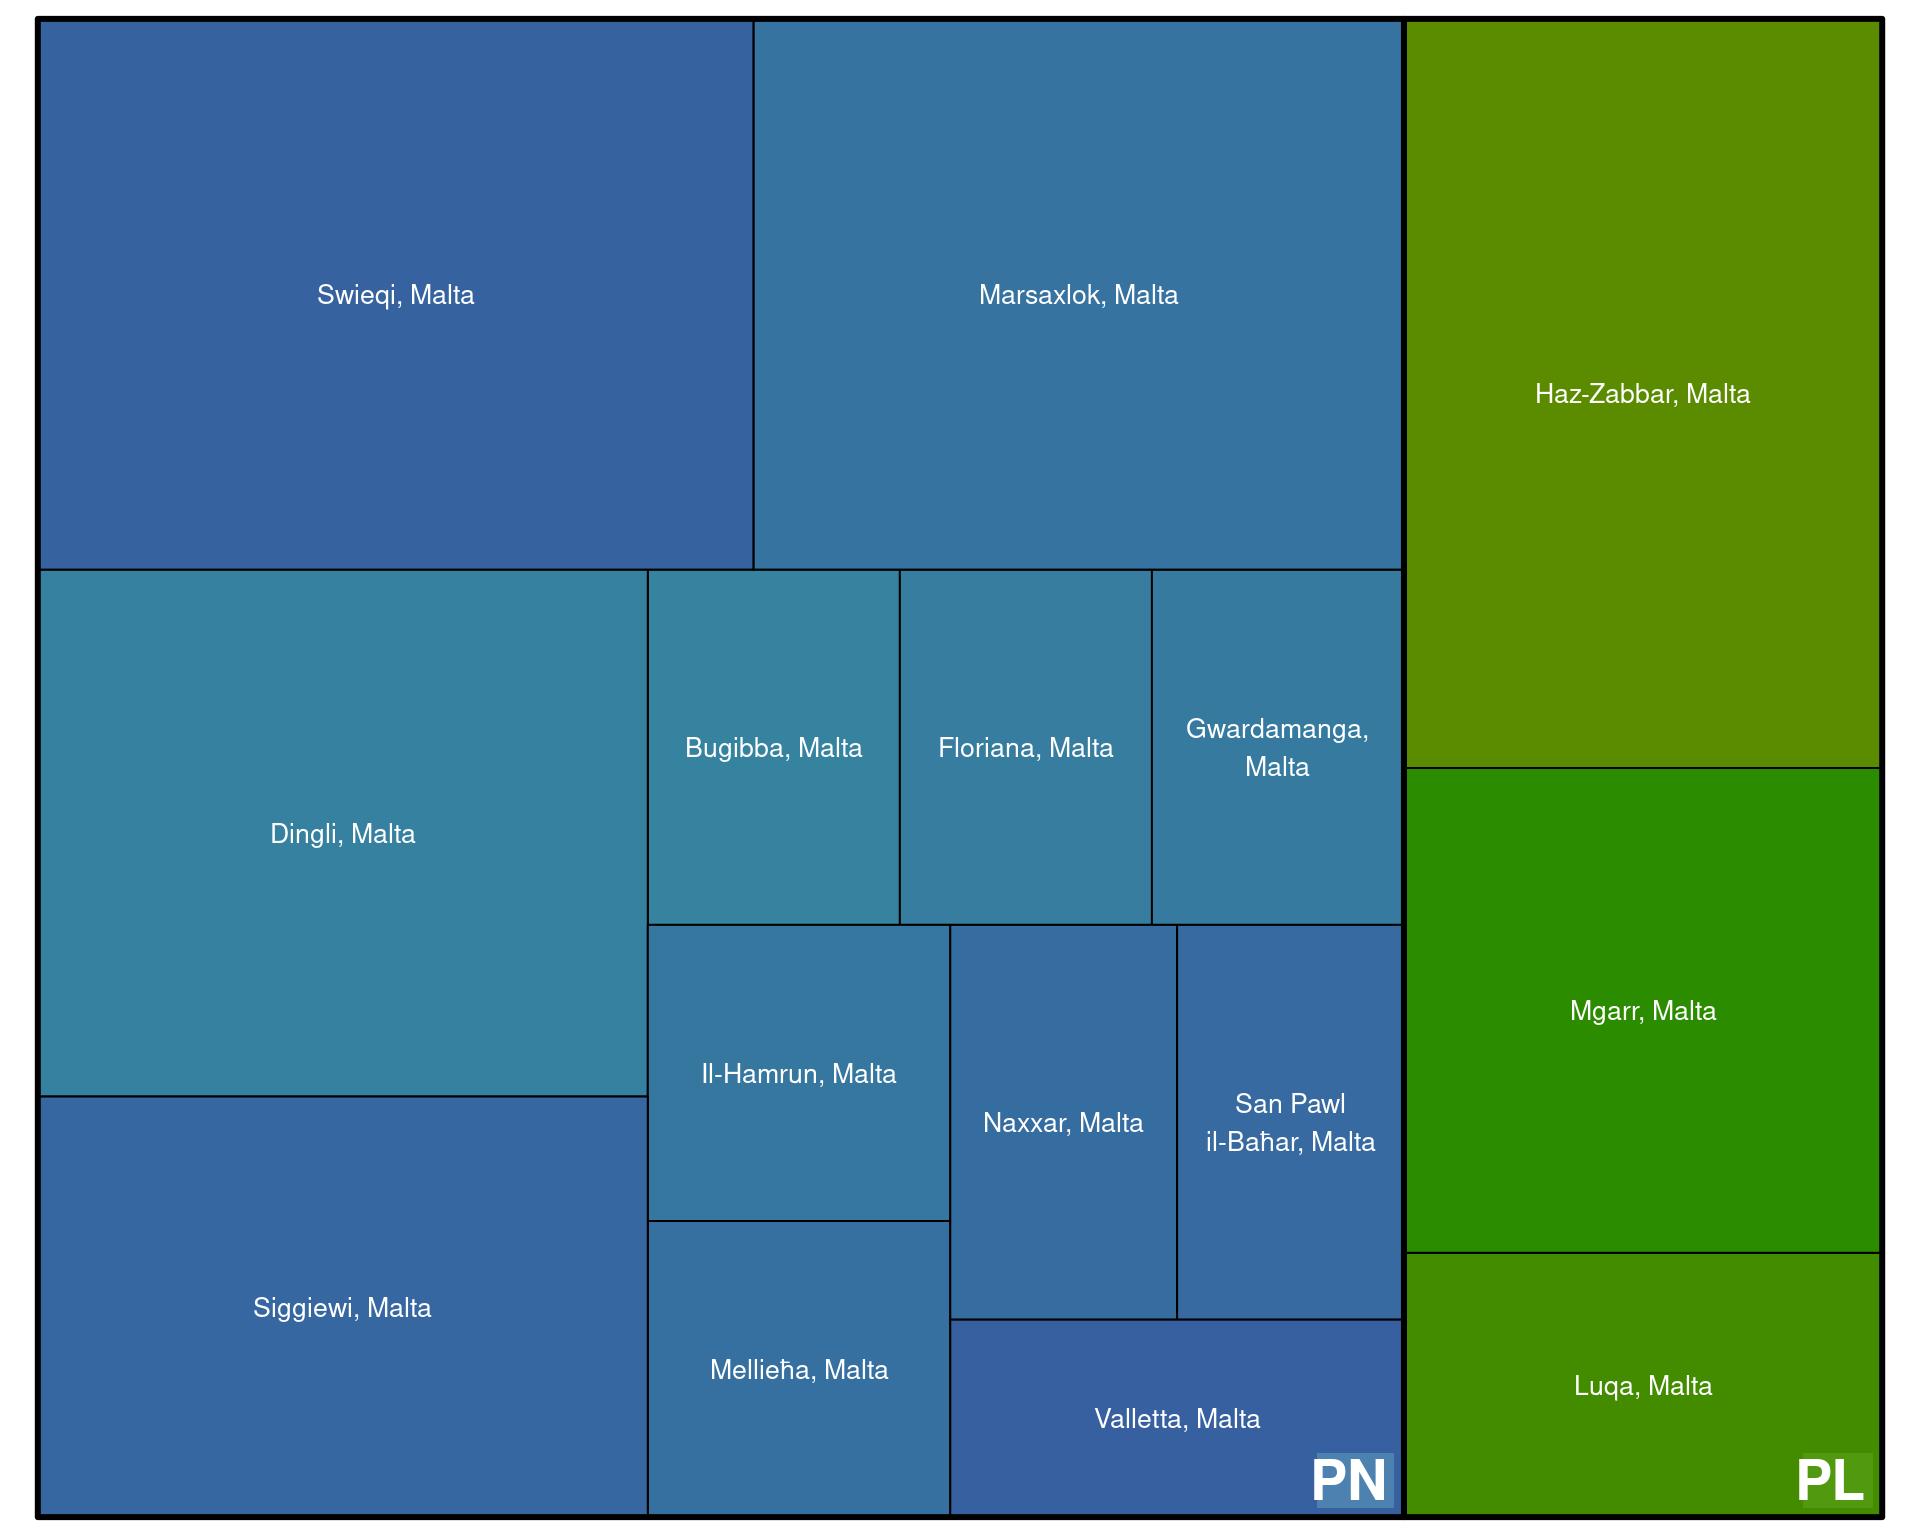 Swieqi, Malta
Marsaxlok, Malta
Haz-Zabbar, Malta
Dingli, Malta
Bugibba, Malta
Floriana, Malta
Gwardamanga,
Malta
Mgarr, Malta
Il-Hamrun, Malta
Naxxar, Malta
San Pawl
il-Baħar, Malta
Siggiewi, Malta
Mellieħa, Malta
Valletta, Malta
Luqa, Malta
PN
PL